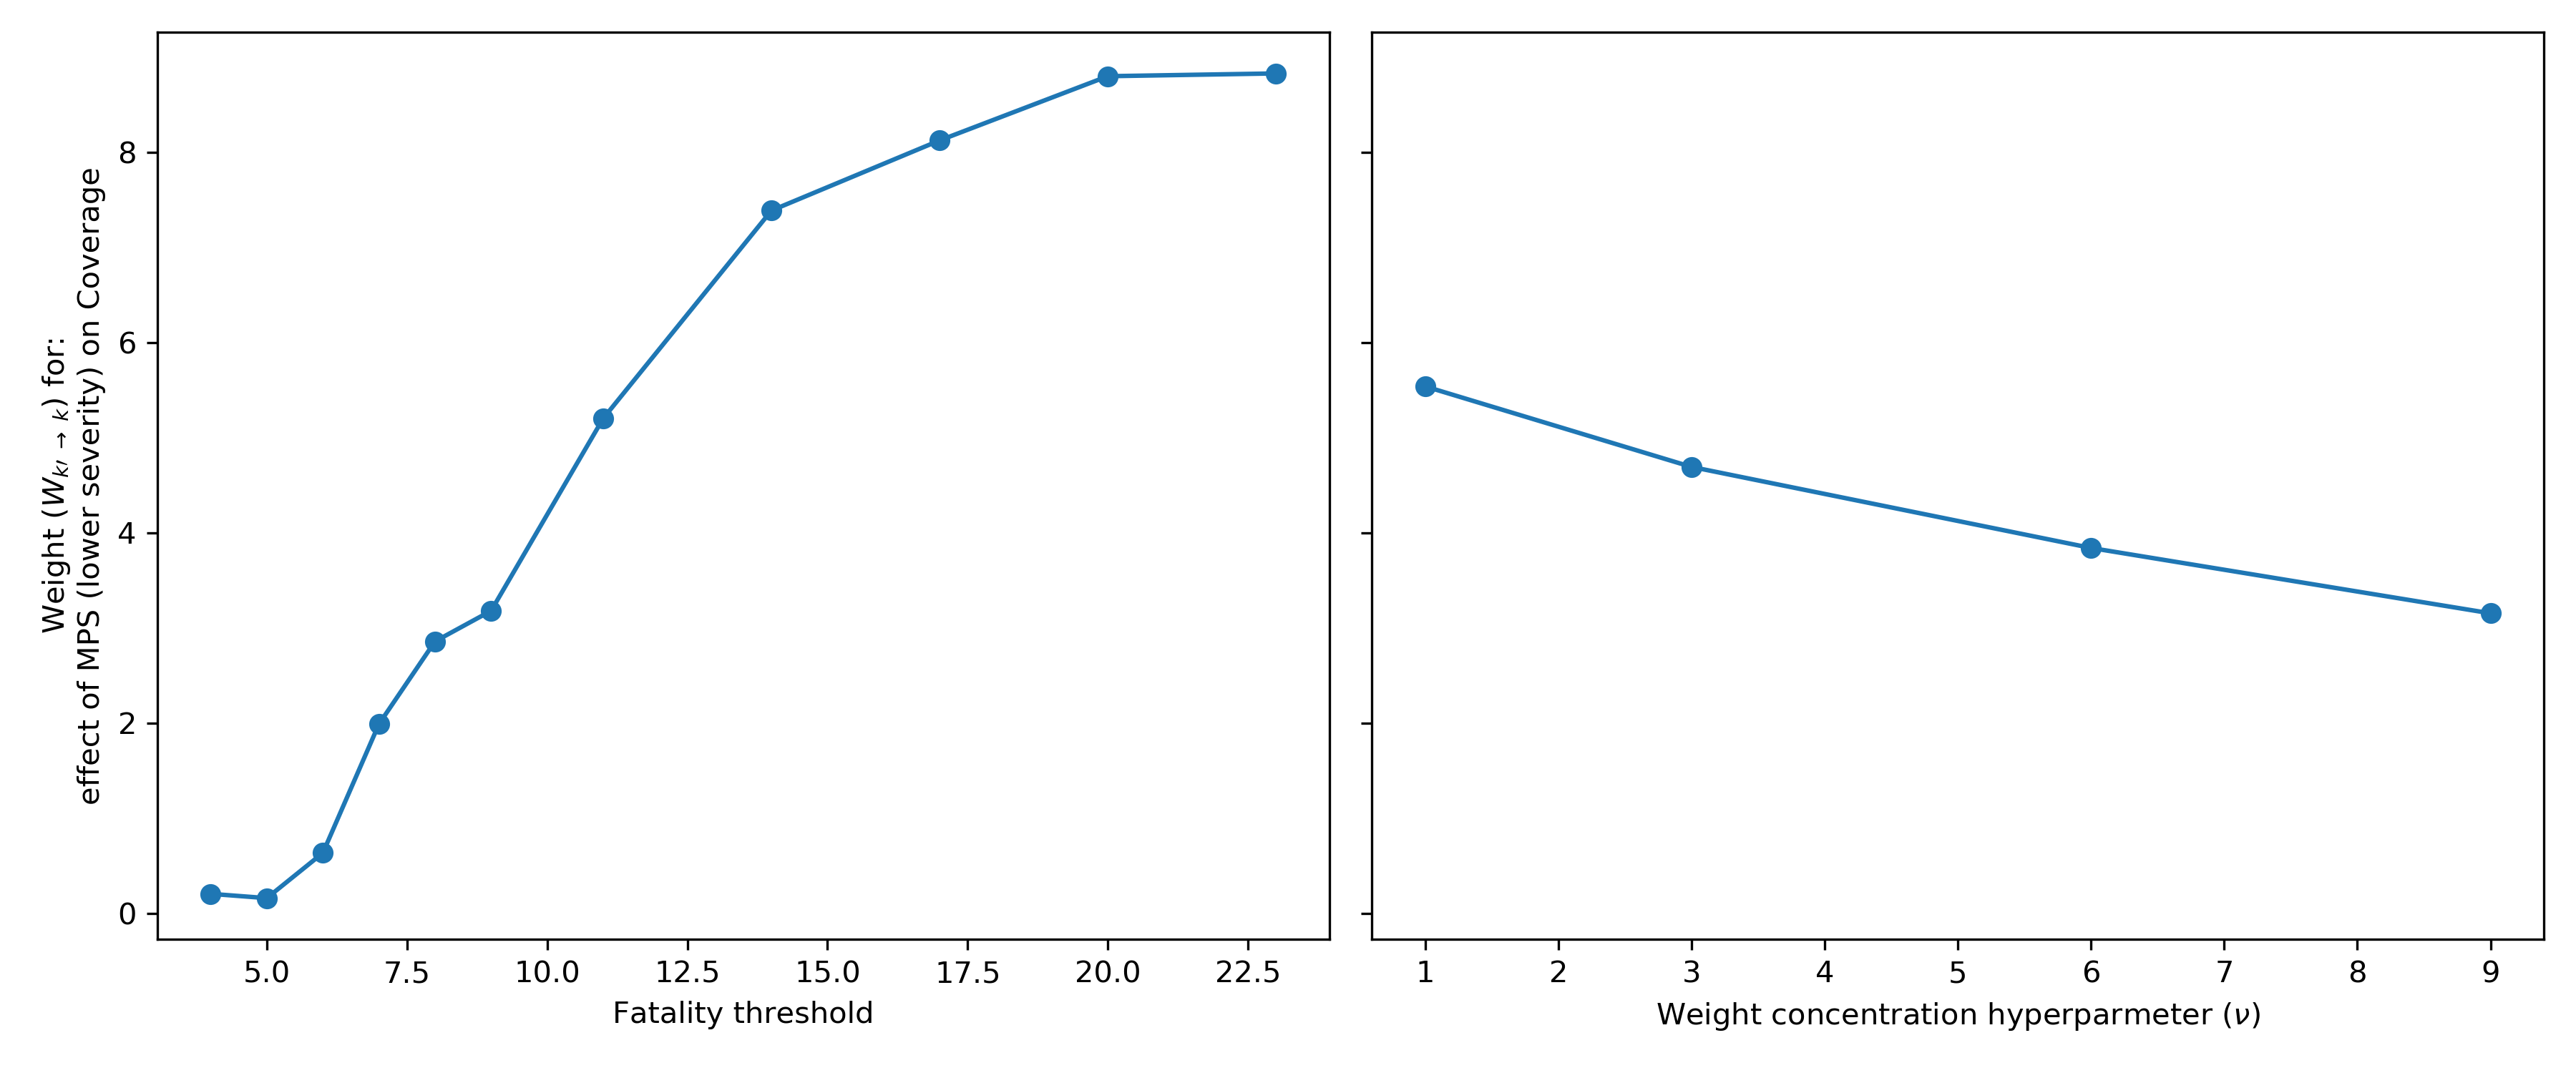 Weight (W_{k′ → k}) for:
effect of MPS (lower severity) on Coverage
8
6
4
2
0
5.0 7.5 10.0 12.5 15.0 17.5 20.0 22.5
Fatality threshold
1 2 3 4 5 6 7 8 9
Weight concentration hyperparmeter (ν)